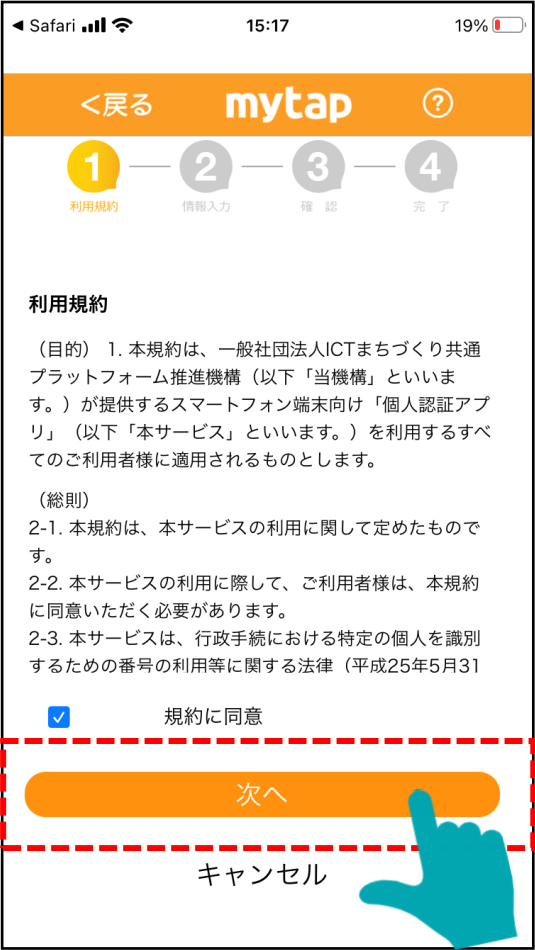 ◀ Safari 15:17 19%
<戻る mytap ?
1 2 3 4
利用規約 情報入力 確 認 完 了
利用規約
（目的） 1. 本規約は、一般社団法人ICTまちづくり共通
プラットフォーム推進機構（以下「当機構」といいま
す。）が提供するスマートフォン端末向け「個人認証アプ
リ」（以下「本サービス」といいます。）を利用するすべ
てのご利用者様に適用されるものとします。
（総則）
2-1. 本規約は、本サービスの利用に関して定めたもので
す。
2-2. 本サービスの利用に際して、ご利用者様は、本規約
に同意いただく必要があります。
2-3. 本サービスは、行政手続における特定の個人を識別
するための番号の利用等に関する法律（平成25年5月31
規約に同意
次へ
キャンセル